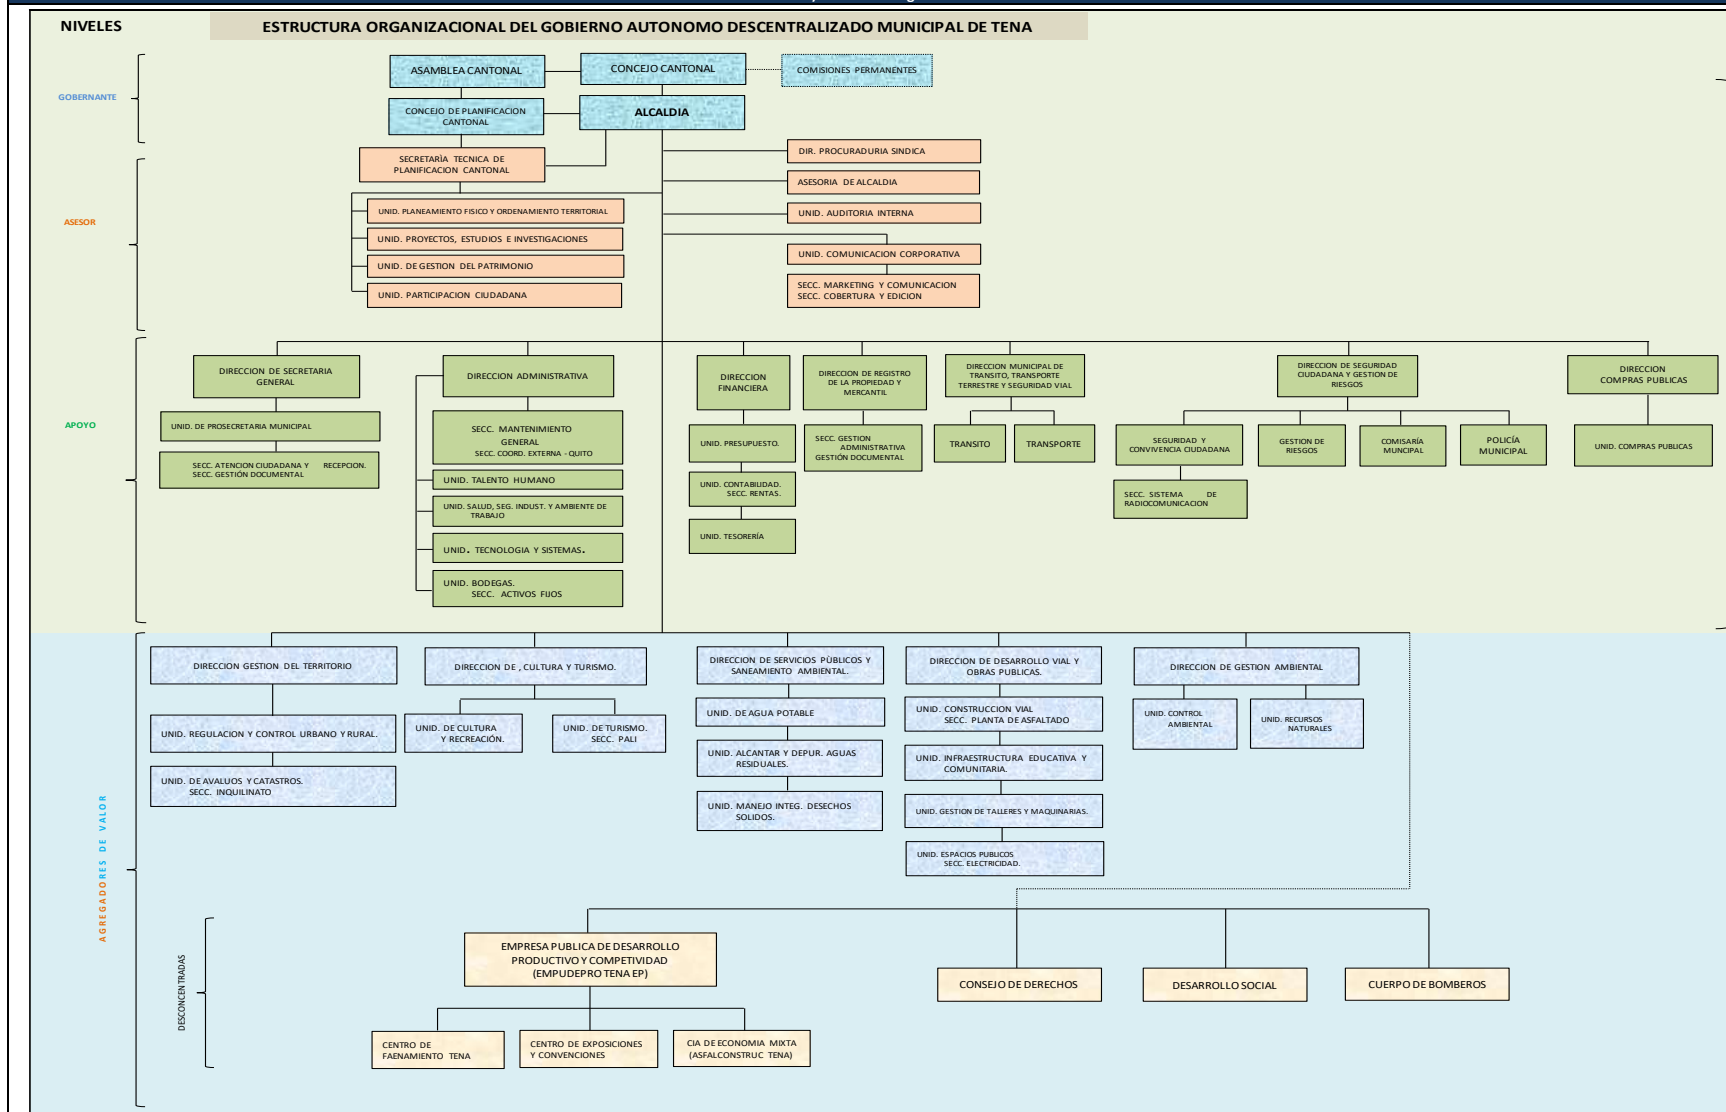 NIVELES
ESTRUCTURA ORGANIZACIONAL DEL GOBIERNO AUTONOMO DESCENTRALIZADO MUNICIPAL DE TENA
GOBERNANTE
ASAMBLEA CANTONAL
CONCEJO CANTONAL
COMISIONES PERMANENTES
CONCEJO DE PLANIFICACION
CANTONAL
ALCALDIA
ASESOR
SECRETARÌA TECNICA DE
PLANIFICACION CANTONAL
UNID. PLANEAMIENTO FISICO Y ORDENAMIENTO TERRITORIAL
UNID. PROYECTOS, ESTUDIOS E INVESTIGACIONES
UNID. DE GESTION DEL PATRIMONIO
UNID. PARTICIPACION CIUDADANA
DIR. PROCURADURIA SINDICA
ASESORIA DE ALCALDIA
UNID. AUDITORIA INTERNA
UNID. COMUNICACION CORPORATIVA
SECC. MARKETING Y COMUNICACION
SECC. COBERTURA Y EDICION
APOYO
DIRECCION DE SECRETARIA
GENERAL
UNID. DE PROSECRETARIA MUNICIPAL
SECC. ATENCION CIUDADANA Y RECEPCION.
SECC. GESTIÓN DOCUMENTAL
DIRECCION ADMINISTRATIVA
SECC. MANTENIMIENTO
GENERAL
SECC. COORD. EXTERNA - QUITO
UNID. TALENTO HUMANO
UNID. SALUD, SEG. INDUST. Y AMBIENTE DE
TRABAJO
UNID. TECNOLOGIA Y SISTEMAS.
UNID. BODEGAS.
SECC. ACTIVOS FIJOS
DIRECCION
FINANCIERA
UNID. PRESUPUESTO.
UNID. CONTABILIDAD.
SECC. RENTAS.
UNID. TESORERÍA
DIRECCION DE REGISTRO
DE LA PROPIEDAD Y
MERCANTIL
SECC. GESTION
ADMINISTRATIVA
GESTIÓN DOCUMENTAL
DIRECCION MUNICIPAL DE
TRANSITO, TRANSPORTE
TERRESTRE Y SEGURIDAD VIAL
TRANSITO
TRANSPORTE
DIRECCION DE SEGURIDAD
CIUDADANA Y GESTION DE
RIESGOS
SEGURIDAD Y
CONVIVENCIA CIUDADANA
SECC. SISTEMA DE
RADIOCOMUNICACION
GESTION DE
RIESGOS
COMISARÍA
MUNCIPAL
POLICÍA
MUNICIPAL
DIRECCION
COMPRAS PUBLICAS
UNID. COMPRAS PUBLICAS
AGREGADORES DE VALOR
DIRECCION GESTION DEL TERRITORIO
UNID. REGULACION Y CONTROL URBANO Y RURAL.
UNID. DE AVALUOS Y CATASTROS.
SECC. INQUILINATO
DIRECCION DE , CULTURA Y TURISMO.
UNID. DE CULTURA
Y RECREACIÓN.
UNID. DE TURISMO.
SECC. PALI
DIRECCION DE SERVICIOS PÙBLICOS Y
SANEAMIENTO AMBIENTAL.
UNID. DE AGUA POTABLE
UNID. ALCANTAR Y DEPUR. AGUAS
RESIDUALES.
UNID. MANEJO INTEG. DESECHOS
SOLIDOS.
DIRECCION DE DESARROLLO VIAL Y
OBRAS PUBLICAS.
UNID. CONSTRUCCION VIAL
SECC. PLANTA DE ASFALTADO
UNID. INFRAESTRUCTURA EDUCATIVA Y
COMUNITARIA.
UNID. GESTION DE TALLERES Y MAQUINARIAS.
UNID. ESPACIOS PUBLICOS
SECC. ELECTRICIDAD.
DIRECCION DE GESTION AMBIENTAL
UNID. CONTROL
AMBIENTAL
UNID. RECURSOS
NATURALES
DESCONCENTRADAS
EMPRESA PUBLICA DE DESARROLLO
PRODUCTIVO Y COMPETIVIDAD
(EMPUDEPRO TENA EP)
CENTRO DE
FAENAMIENTO TENA
CENTRO DE EXPOSICIONES
Y CONVENCIONES
CIA DE ECONOMIA MIXTA
(ASFALCONSTRUC TENA)
CONSEJO DE DERECHOS
DESARROLLO SOCIAL
CUERPO DE BOMBEROS